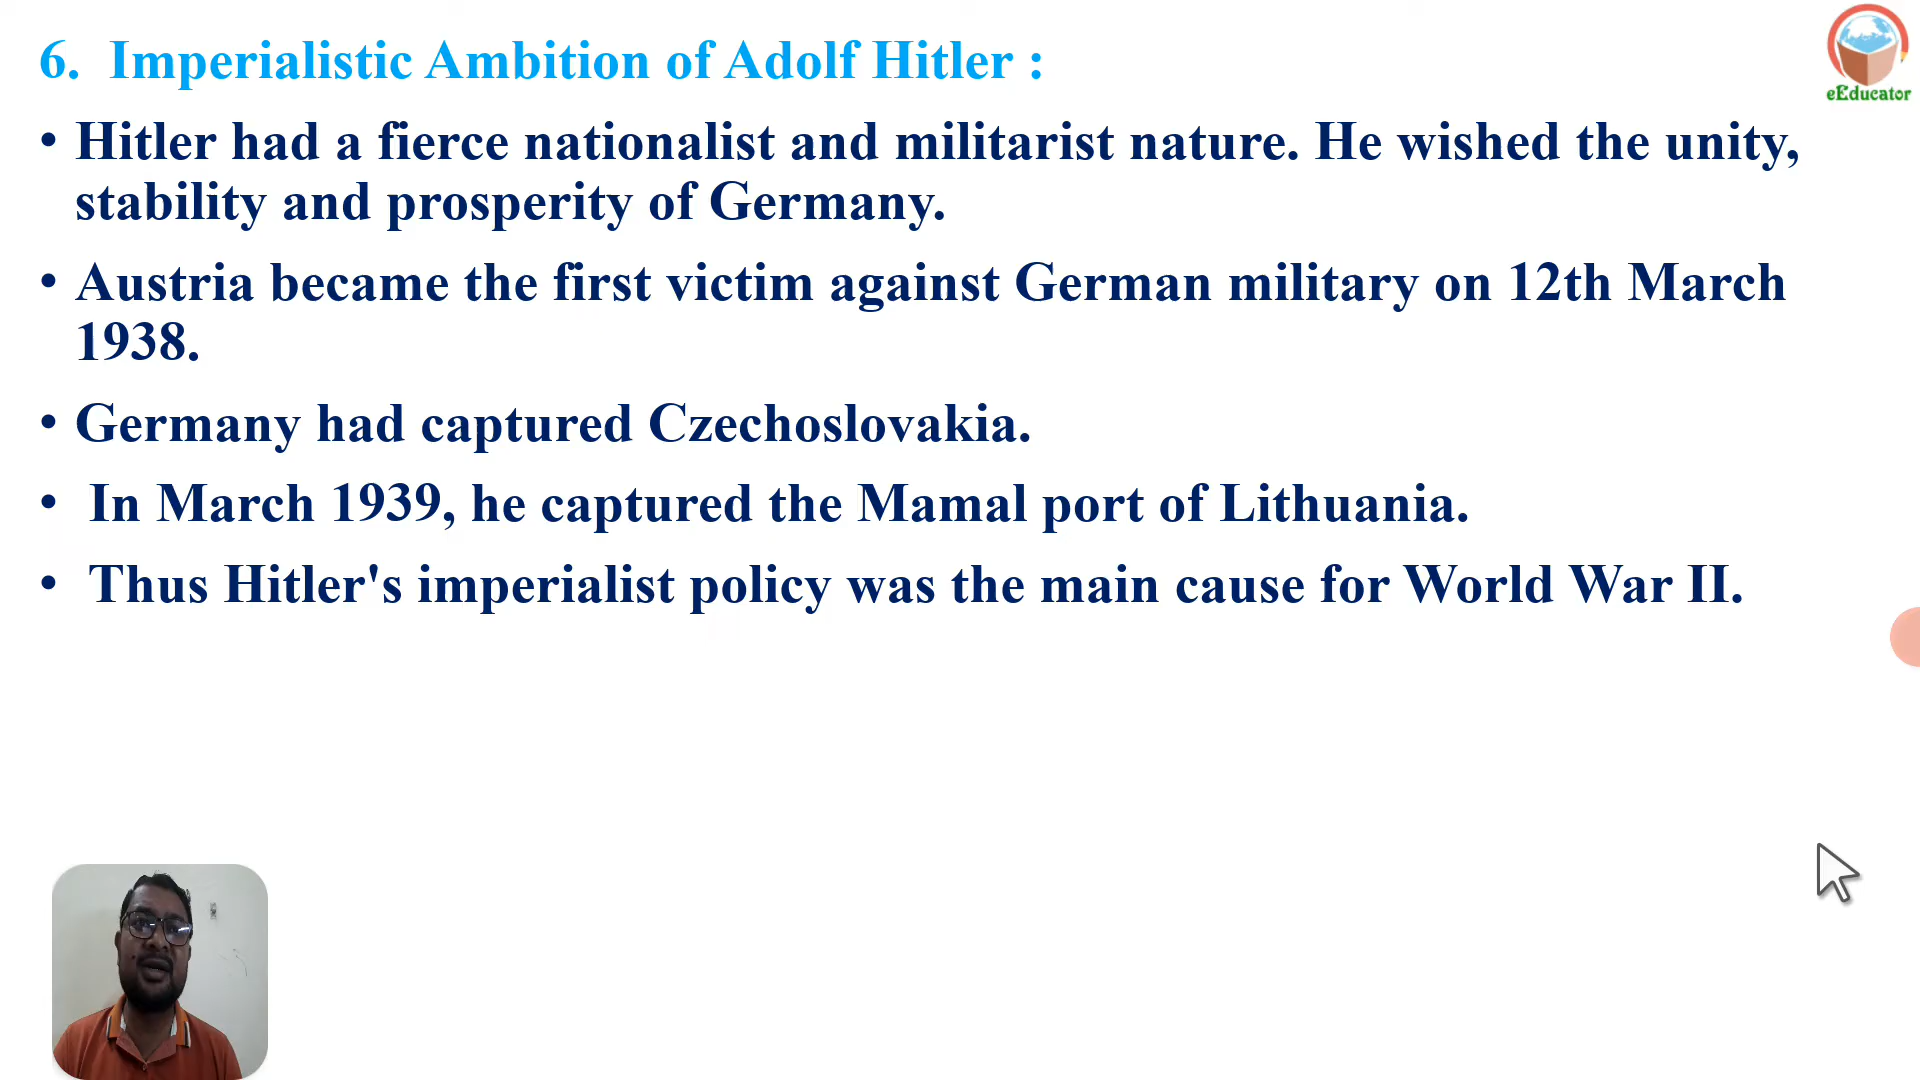 6. Imperialistic Ambition of Adolf Hitler :
eEducator
• Hitler had a fierce nationalist and militarist nature. He wished the unity,
stability and prosperity of Germany.
• Austria became the first victim against German military on 12th March
1938.
• Germany had captured Czechoslovakia.
• In March 1939, he captured the Mamal port of Lithuania.
• Thus Hitler's imperialist policy was the main cause for World War II.